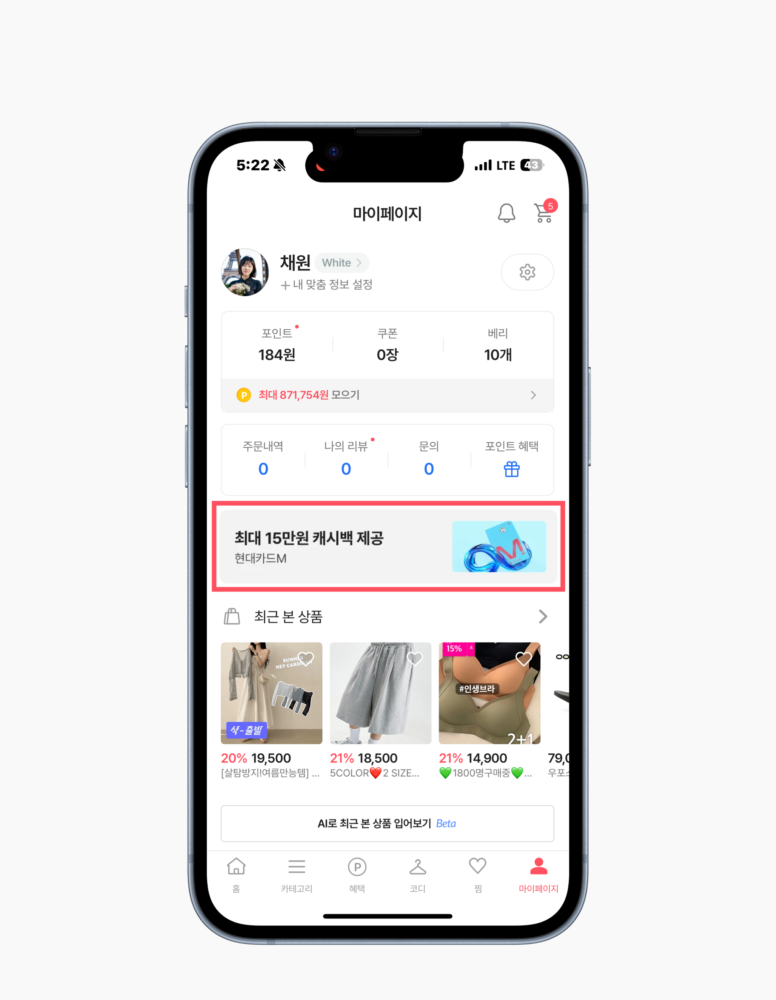 5:22
LTE 43
마이페이지
5
채원 White
내 맞춤 정보 설정
포인트 쿠폰 베리
184원 0장 10개
P 최대 871,754원 모으기
주문내역 나의 리뷰 문의 포인트 혜택
0 0 0
최대 15만원 캐시백 제공
현대카드M
M
최근 본 상품
SUMMER
NET CARDIGAN
샥-출발
15%
#인생브라
2+1
20% 19,500 21% 18,500 21% 14,900 79,0
[살탐방지!여름만능템] ... 5COLOR❤️2 SIZE... 💚1800명구매중💚...
AI로 최근 본 상품 입어보기 Beta
P
홈 카테고리 혜택 코디 찜 마이페이지